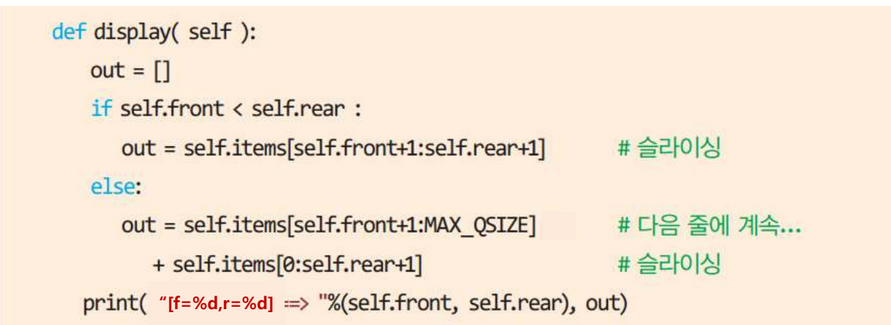 def display( self ):
out = []
if self.front < self.rear :
out = self.items[self.front+1:self.rear+1] # 슬라이싱
else:
out = self.items[self.front+1:MAX_QSIZE] # 다음 줄에 계속...
+ self.items[0:self.rear+1] # 슬라이싱
print( “[f=%d,r=%d] ==> "%(self.front, self.rear), out)